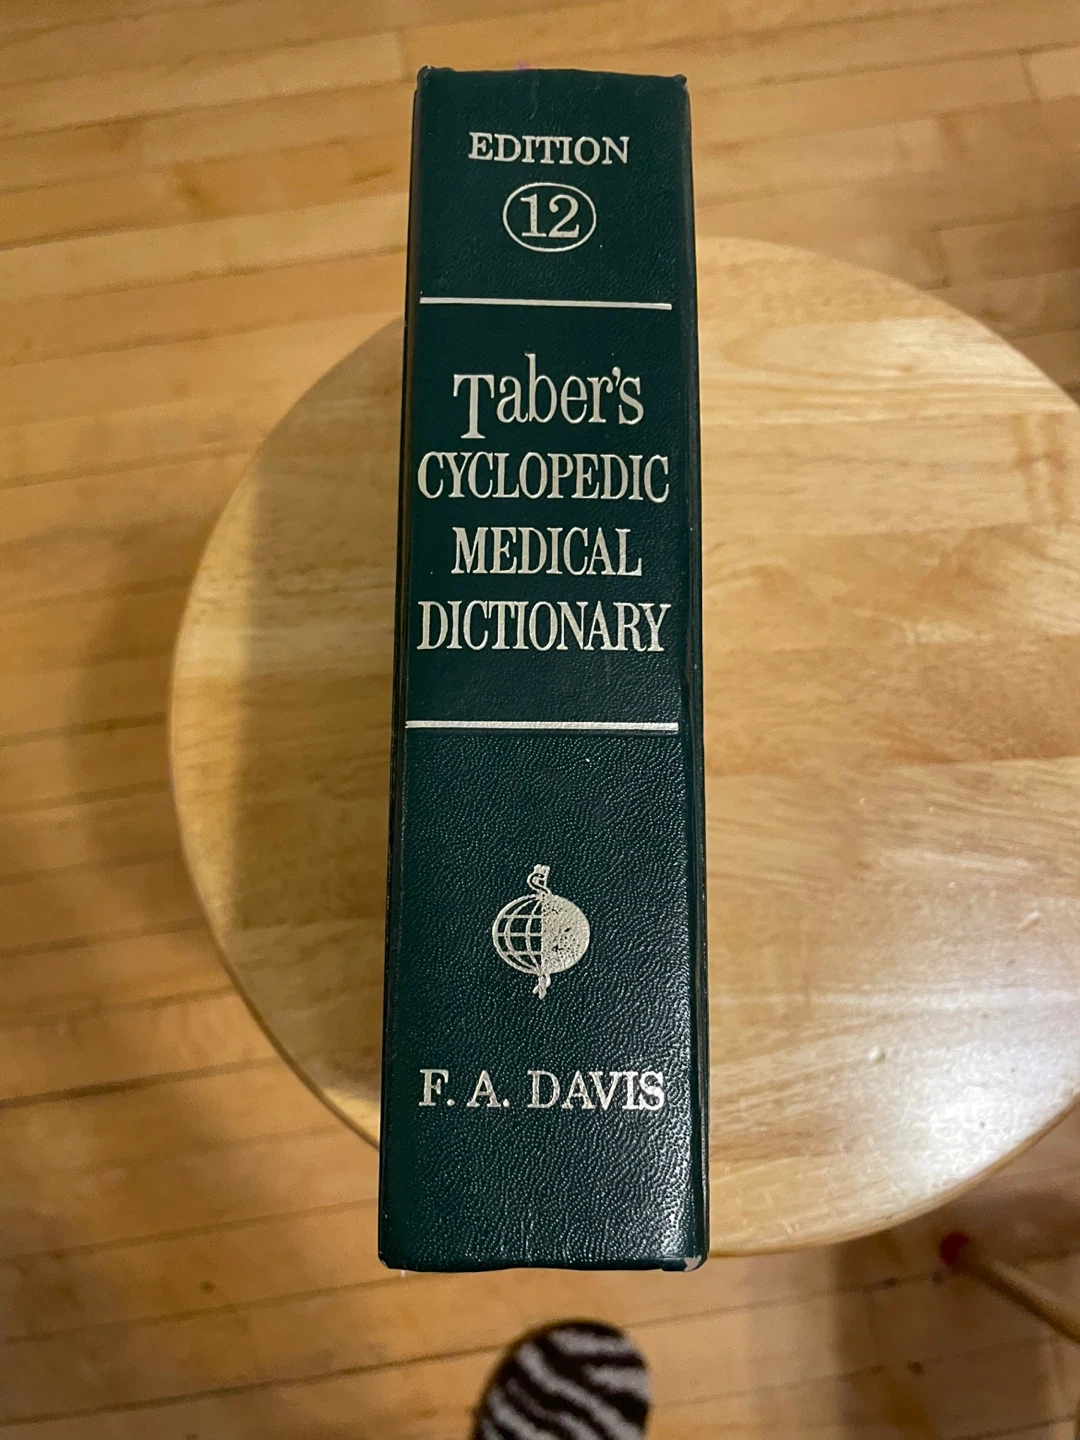 EDITION
12
Taber's
CYCLOPEDIC
MEDICAL
DICTIONARY
F. A. DAVIS